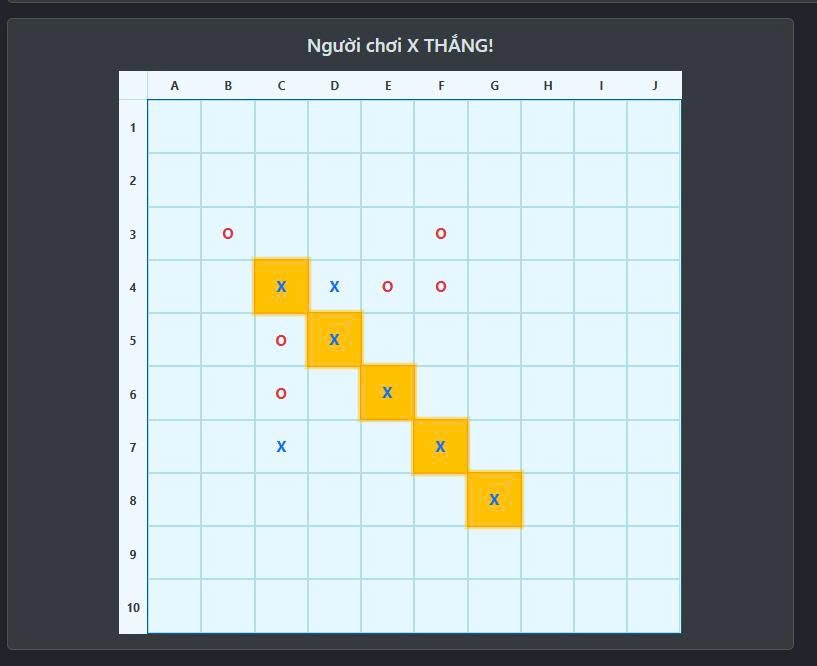 Người chơi X THẮNG!
A B C D E F G H I J
1
2
3 O O
4 X X O O
5 O X
6 O X
7 X X
8 X
9
10